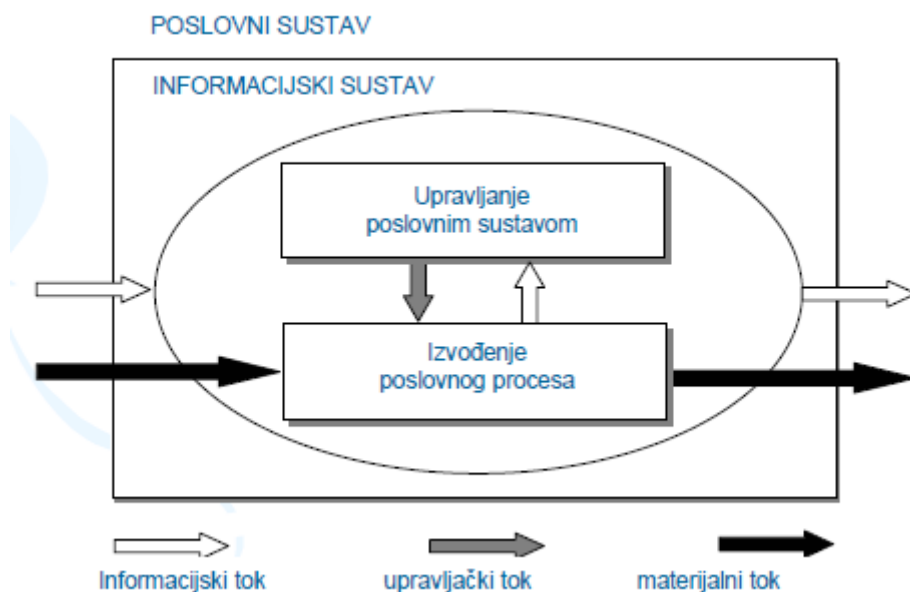 POSLOVNI SUSTAV
INFORMACIJSKI SUSTAV
Upravljanje
poslovnim sustavom
Izvođenje
poslovnog procesa
Informacijski tok
upravljački tok
materijalni tok